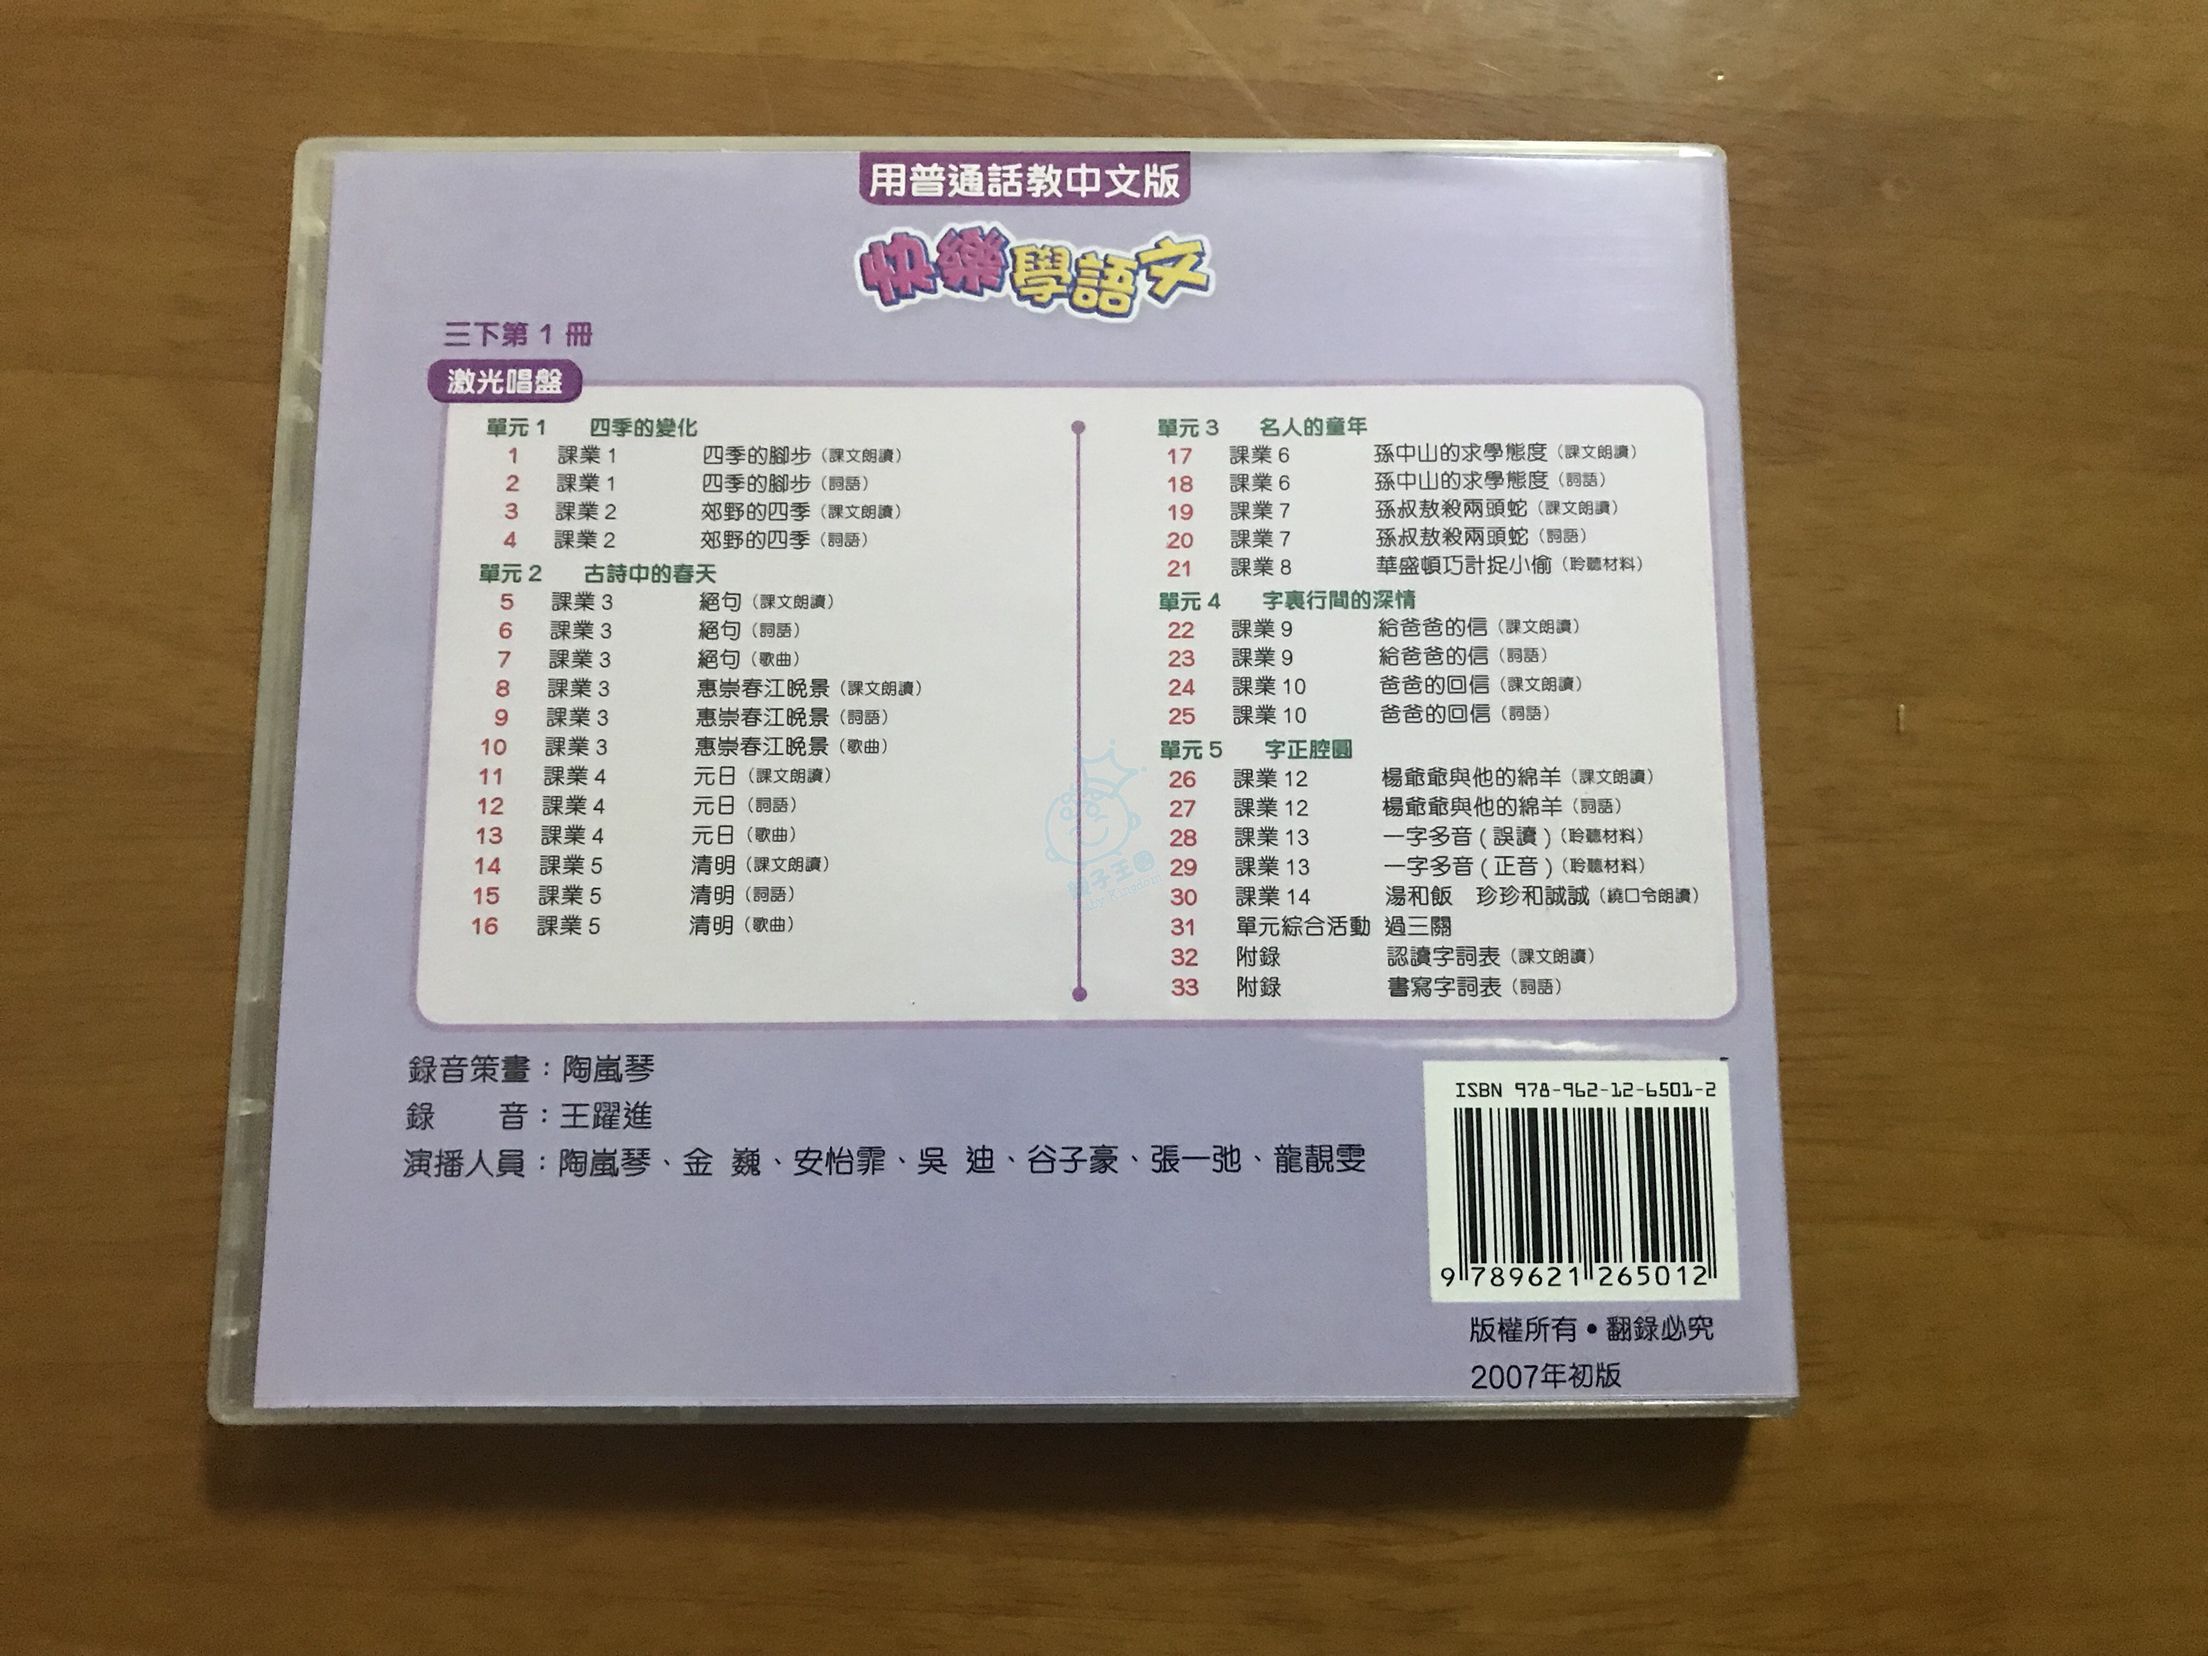 用普通話教中文版
快樂學語文
三下第 1 冊
激光唱盤
單元 1 四季的變化
1 課業 1 四季的腳步（課文朗讀）
2 課業 1 四季的腳步（詞語）
3 課業 2 郊野的四季（課文朗讀）
4 課業 2 郊野的四季（詞語）
單元 2 古詩中的春天
5 課業 3 絕句（課文朗讀）
6 課業 3 絕句（詞語）
7 課業 3 絕句（歌曲）
8 課業 3 惠崇春江晚景（課文朗讀）
9 課業 3 惠崇春江晚景（詞語）
10 課業 3 惠崇春江晚景（歌曲）
11 課業 4 元日（課文朗讀）
12 課業 4 元日（詞語）
13 課業 4 元日（歌曲）
14 課業 5 清明（課文朗讀）
15 課業 5 清明（詞語）
16 課業 5 清明（歌曲）
單元 3 名人的童年
17 課業 6 孫中山的求學態度（課文朗讀）
18 課業 6 孫中山的求學態度（詞語）
19 課業 7 孫叔敖殺兩頭蛇（課文朗讀）
20 課業 7 孫叔敖殺兩頭蛇（詞語）
21 課業 8 華盛頓巧計捉小偷（聆聽材料）
單元 4 字裏行間的深情
22 課業 9 給爸爸的信（課文朗讀）
23 課業 9 給爸爸的信（詞語）
24 課業 10 爸爸的回信（課文朗讀）
25 課業 10 爸爸的回信（詞語）
單元 5 字正腔圓
26 課業 12 楊爺爺與他的綿羊（課文朗讀）
27 課業 12 楊爺爺與他的綿羊（詞語）
28 課業 13 一字多音 ( 誤讀 )（聆聽材料）
29 課業 13 一字多音 ( 正音 )（聆聽材料）
30 課業 14 湯和飯 珍珍和誠誠（繞口令朗讀）
31 單元綜合活動 過三關
32 附錄 認讀字詞表（課文朗讀）
33 附錄 書寫字詞表（詞語）
親子王國
Baby Kingdom
錄音策畫：陶嵐琴
錄　　音：王躍進
演播人員：陶嵐琴、金 巍、安怡霏、吳 迪、谷子豪、張一弛、龍靚雯
ISBN 978-962-12-6501-2
9 789621 265012
版權所有•翻錄必究
2007年初版